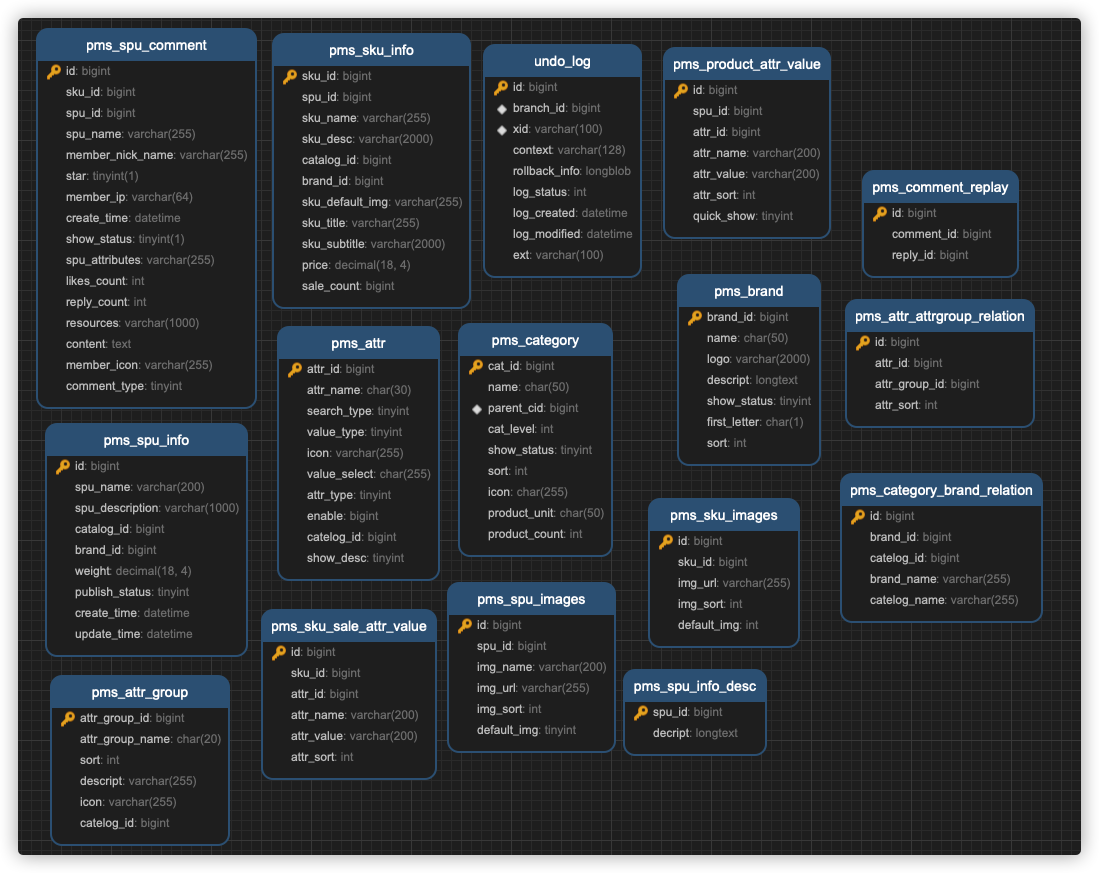 pms_spu_comment
id: bigint
sku_id: bigint
spu_id: bigint
spu_name: varchar(255)
member_nick_name: varchar(255)
star: tinyint(1)
member_ip: varchar(64)
create_time: datetime
show_status: tinyint(1)
spu_attributes: varchar(255)
likes_count: int
reply_count: int
resources: varchar(1000)
content: text
member_icon: varchar(255)
comment_type: tinyint
pms_sku_info
sku_id: bigint
spu_id: bigint
sku_name: varchar(255)
sku_desc: varchar(2000)
catalog_id: bigint
brand_id: bigint
sku_default_img: varchar(255)
sku_title: varchar(255)
sku_subtitle: varchar(2000)
price: decimal(18, 4)
sale_count: bigint
undo_log
id: bigint
branch_id: bigint
xid: varchar(100)
context: varchar(128)
rollback_info: longblob
log_status: int
log_created: datetime
log_modified: datetime
ext: varchar(100)
pms_product_attr_value
id: bigint
spu_id: bigint
attr_id: bigint
attr_name: varchar(200)
attr_value: varchar(200)
attr_sort: int
quick_show: tinyint
pms_comment_replay
id: bigint
comment_id: bigint
reply_id: bigint
pms_brand
brand_id: bigint
name: char(50)
logo: varchar(2000)
descript: longtext
show_status: tinyint
first_letter: char(1)
sort: int
pms_attr_attrgroup_relation
id: bigint
attr_id: bigint
attr_group_id: bigint
attr_sort: int
pms_attr
attr_id: bigint
attr_name: char(30)
search_type: tinyint
value_type: tinyint
icon: varchar(255)
value_select: char(255)
attr_type: tinyint
enable: bigint
catelog_id: bigint
show_desc: tinyint
pms_category
cat_id: bigint
name: char(50)
parent_cid: bigint
cat_level: int
show_status: tinyint
sort: int
icon: char(255)
product_unit: char(50)
product_count: int
pms_spu_info
id: bigint
spu_name: varchar(200)
spu_description: varchar(1000)
catalog_id: bigint
brand_id: bigint
weight: decimal(18, 4)
publish_status: tinyint
create_time: datetime
update_time: datetime
pms_sku_images
id: bigint
sku_id: bigint
img_url: varchar(255)
img_sort: int
default_img: int
pms_category_brand_relation
id: bigint
brand_id: bigint
catelog_id: bigint
brand_name: varchar(255)
catelog_name: varchar(255)
pms_spu_images
id: bigint
spu_id: bigint
img_name: varchar(200)
img_url: varchar(255)
img_sort: int
default_img: tinyint
pms_sku_sale_attr_value
id: bigint
sku_id: bigint
attr_id: bigint
attr_name: varchar(200)
attr_value: varchar(200)
attr_sort: int
pms_spu_info_desc
spu_id: bigint
decript: longtext
pms_attr_group
attr_group_id: bigint
attr_group_name: char(20)
sort: int
descript: varchar(255)
icon: varchar(255)
catelog_id: bigint